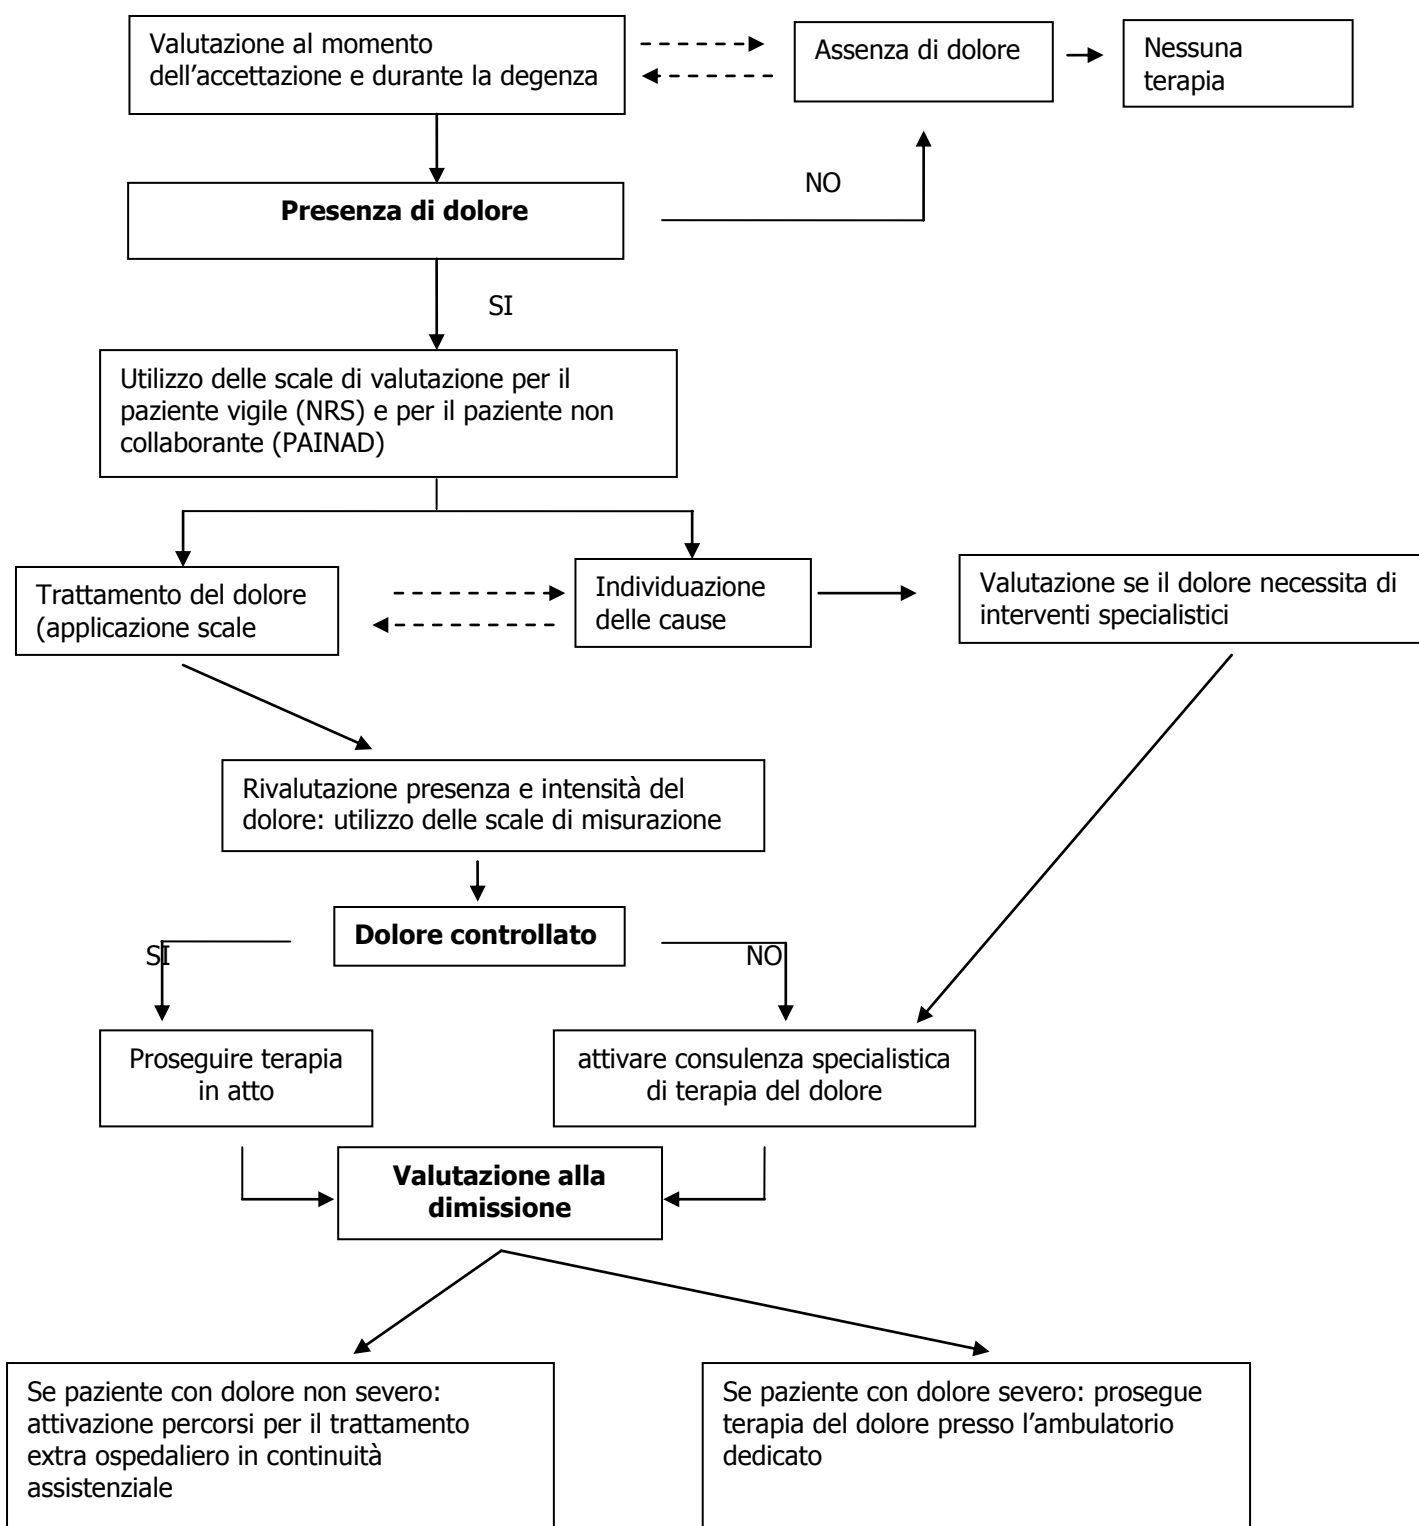 Valutazione al momento
dell’accettazione e durante la degenza
Assenza di dolore
Nessuna
terapia
NO
Presenza di dolore
SI
Utilizzo delle scale di valutazione per il
paziente vigile (NRS) e per il paziente non
collaborante (PAINAD)
Trattamento del dolore
(applicazione scale
Individuazione
delle cause
Valutazione se il dolore necessita di
interventi specialistici
Rivalutazione presenza e intensità del
dolore: utilizzo delle scale di misurazione
Dolore controllato
SI
NO
Proseguire terapia
in atto
attivare consulenza specialistica
di terapia del dolore
Valutazione alla
dimissione
Se paziente con dolore non severo:
attivazione percorsi per il trattamento
extra ospedaliero in continuità
assistenziale
Se paziente con dolore severo: prosegue
terapia del dolore presso l’ambulatorio
dedicato